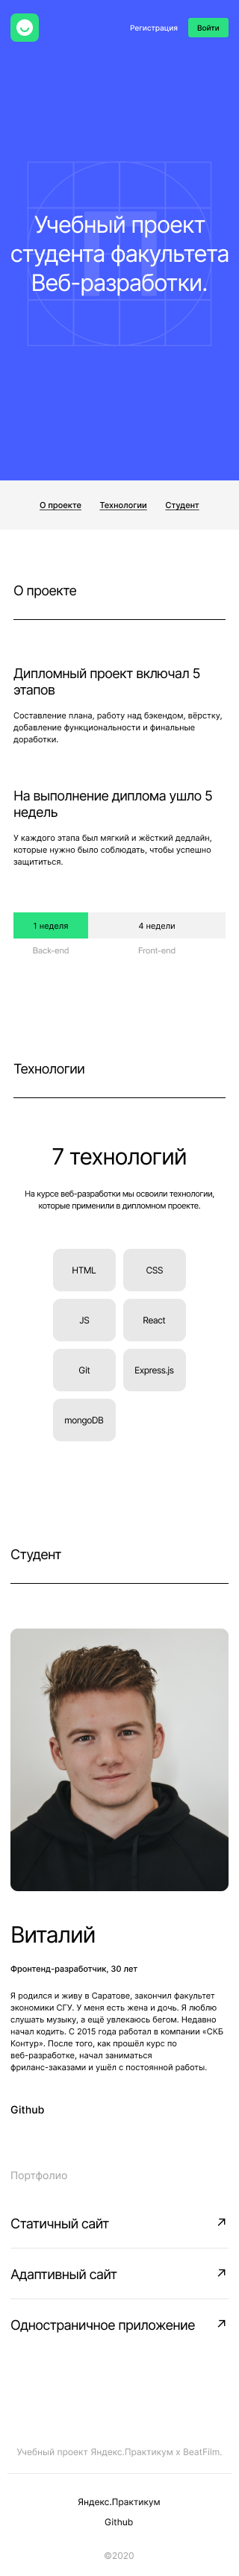 Регистрация
Войти
Учебный проект
студента факультета
Веб-разработки.
О проекте
Технологии
Студент
О проекте
Дипломный проект включал 5
этапов
Составление плана, работу над бэкендом, вёрстку,
добавление функциональности и финальные
доработки.
На выполнение диплома ушло 5
недель
У каждого этапа был мягкий и жёсткий дедлайн,
которые нужно было соблюдать, чтобы успешно
защититься.
1 неделя
4 недели
Back-end
Front-end
Технологии
7 технологий
На курсе веб-разработки мы освоили технологии,
которые применили в дипломном проекте.
HTML
CSS
JS
React
Git
Express.js
mongoDB
Студент
Виталий
Фронтенд-разработчик, 30 лет
Я родился и живу в Саратове, закончил факультет
экономики СГУ. У меня есть жена и дочь. Я люблю
слушать музыку, а ещё увлекаюсь бегом. Недавно
начал кодить. С 2015 года работал в компании «СКБ
Контур». После того, как прошёл курс по
веб-разработке, начал заниматься
фриланс-заказами и ушёл с постоянной работы.
Github
Портфолио
Статичный сайт
Адаптивный сайт
Одностраничное приложение
Учебный проект Яндекс.Практикум х BeatFilm.
Яндекс.Практикум
Github
©2020